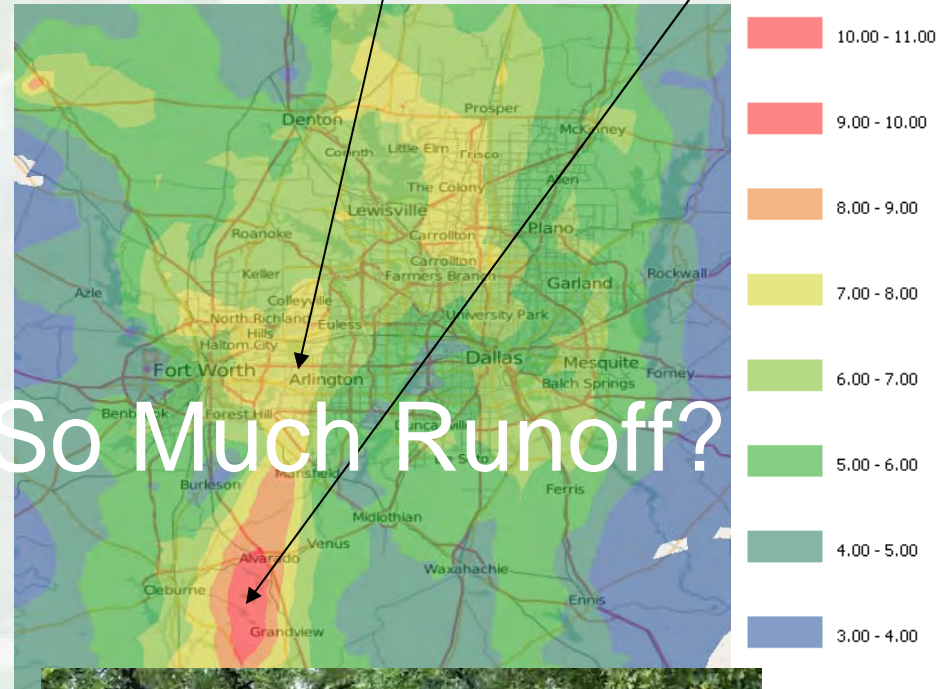 10.00 - 11.00
9.00 - 10.00
8.00 - 9.00
7.00 - 8.00
6.00 - 7.00
5.00 - 6.00
4.00 - 5.00
3.00 - 4.00
Prosper
Denton
McKinney
Corinth Little Elm Frisco
Allen
The Colony
Lewisville
Plano
Roanoke
Carrollton
Carrollton
Keller
Farmers Branch
Rockwall
Garland
Azle
Colleyville
North Richland Hills
Euless
University Park
Haltom City
Dallas
Fort Worth
Mesquite
Forney
Arlington
Balch Springs
Forest Hill
So Much Runoff?
Mansfield
Burleson
Ferris
Midlothian
Venus
Alvarado
Waxahachie
Cleburne
Ennis
Grandview